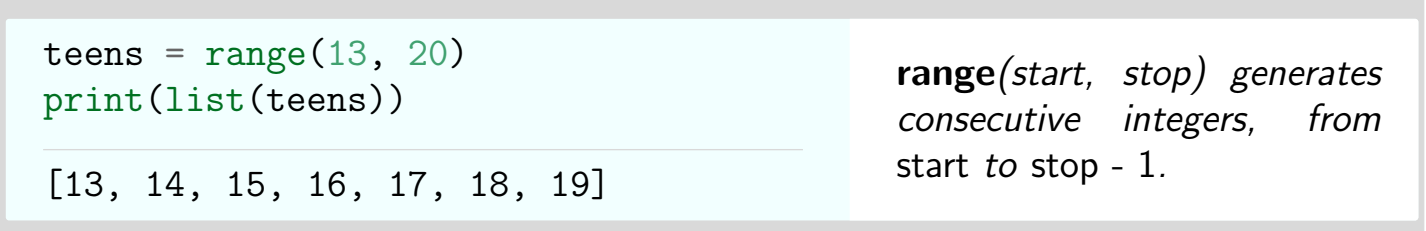 teens = range(13, 20)
print(list(teens))
[13, 14, 15, 16, 17, 18, 19]
range(start, stop) generates
consecutive integers, from
start to stop - 1.